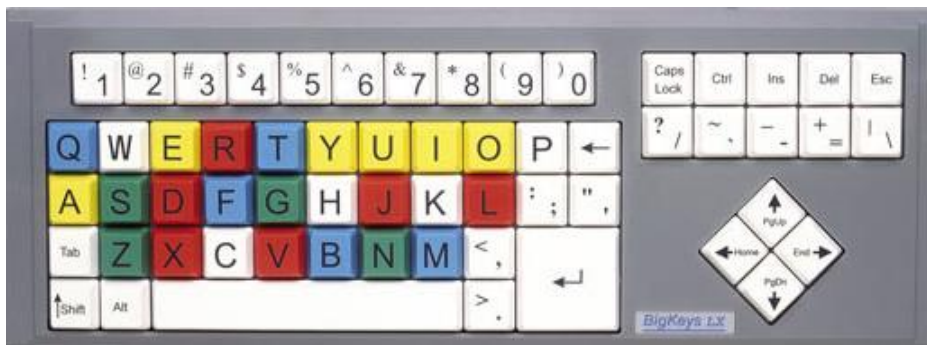 ! 1 @ 2 # 3 $ 4 % 5 ^ 6 & 7 * 8 ( 9 ) 0
Q W E R T Y U I O P ←
A S D F G H J K L : ; " '
Tab Z X C V B N M < ,
↑Shift Alt > .
Caps Lock Ctrl Ins Del Esc
? / ~ ` _ - + = | \
PgUp
Home End
PgDn
BigKeys LX